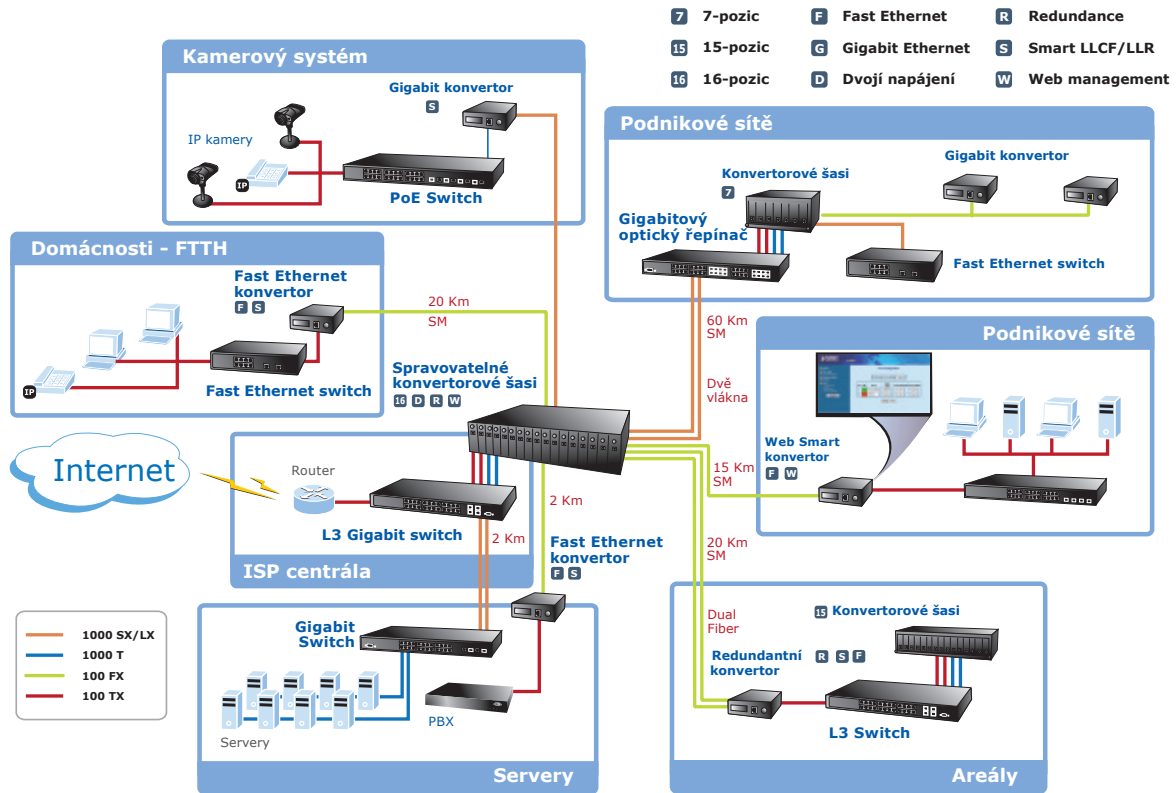 7 7-pozic
F Fast Ethernet
R Redundance
15 15-pozic
G Gigabit Ethernet
S Smart LLCF/LLR
16 16-pozic
D Dvojí napájení
W Web management
Kamerový systém
Gigabit konvertor
S
IP kamery
IP
PoE Switch
Podnikové sítě
Gigabit konvertor
Konvertorové šasi
7
Gigabitový
optický řepínač
Fast Ethernet switch
Domácnosti - FTTH
Fast Ethernet
konvertor
F S
IP
Fast Ethernet switch
20 Km
SM
60 Km
SM
Dvě
vlákna
Spravovatelné
konvertorové šasi
16 D R W
Podnikové sítě
Web Smart
konvertor
F W
15 Km
SM
Internet
Router
L3 Gigabit switch
ISP centrála
2 Km
2 Km
Fast Ethernet
konvertor
F S
20 Km
SM
Dual
Fiber
1000 SX/LX
1000 T
100 FX
100 TX
Gigabit
Switch
PBX
Servery
Servery
15 Konvertorové šasi
Redundantní
konvertor
R S F
L3 Switch
Areály